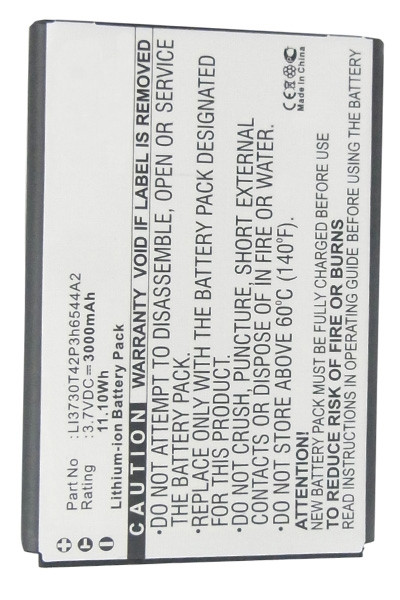 Part No. :Li3730T42P3h6544A2
Rating :3.7VDC⎓3000mAh
11.10Wh
Lithium-ion Battery Pack
CAUTION WARRANTY VOID IF LABEL IS REMOVED
•DO NOT ATTEMPT TO DISASSEMBLE, OPEN OR SERVICE
THE BATTERY PACK.
•REPLACE ONLY WITH THE BATTERY PACK DESIGNATED
FOR THIS PRODUCT.
•DO NOT CRUSH, PUNCTURE, SHORT EXTERNAL
CONTACTS OR DISPOSE OF IN FIRE OR WATER.
•DO NOT STORE ABOVE 60°C (140°F).
ATTENTION!
NEW BATTERY PACK MUST BE FULLY CHARGED BEFORE USE
TO REDUCE RISK OF FIRE OR BURNS
READ OPERATING INSTRUCTIONS BEFORE USING THE BATTERY
CE
Made in China